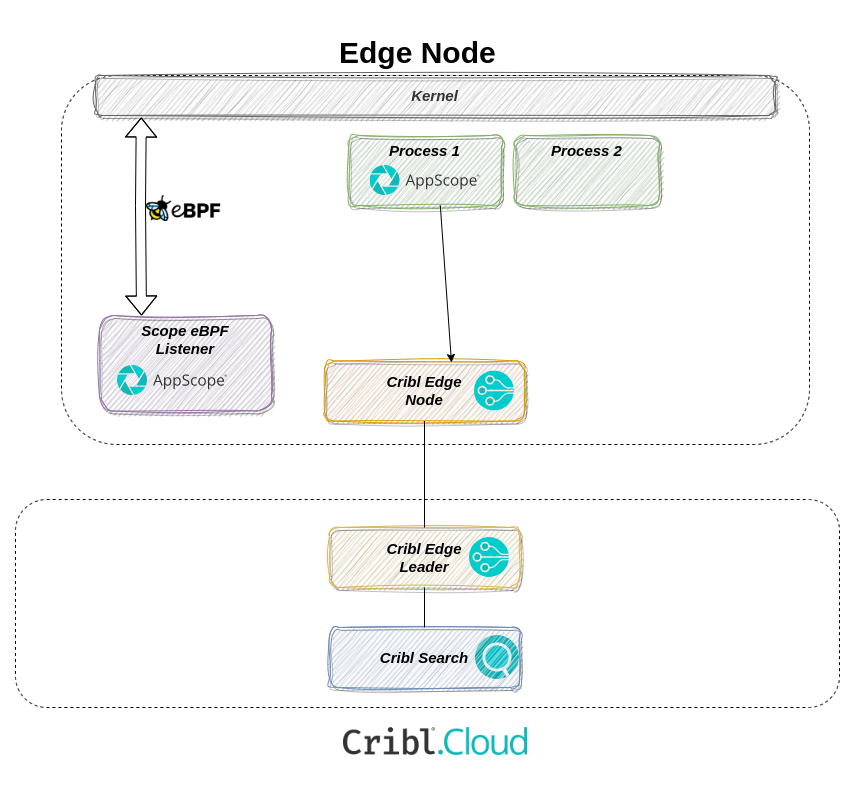 Edge Node
Kernel
Process 1
AppScope
Process 2
eBPF
Scope eBPF
Listener
AppScope
Cribl Edge
Node
Cribl Edge
Leader
Cribl Search
Cribl.Cloud